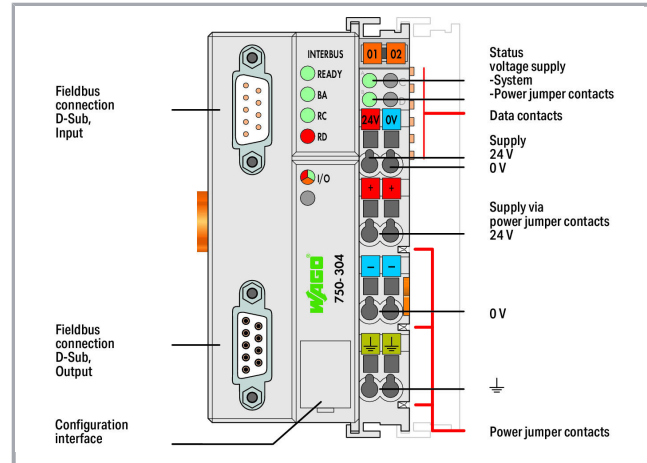 Fieldbus
connection
D-Sub,
Input
Fieldbus
connection
D-Sub,
Output
Configuration
interface
INTERBUS
READY
BA
RC
RD
I/O
WAGO
750-304
01 02
C
D
24V 0V
+ +
− −
Status
voltage supply
-System
-Power jumper contacts
Data contacts
Supply
24 V
0 V
Supply via
power jumper contacts
24 V
0 V
Power jumper contacts